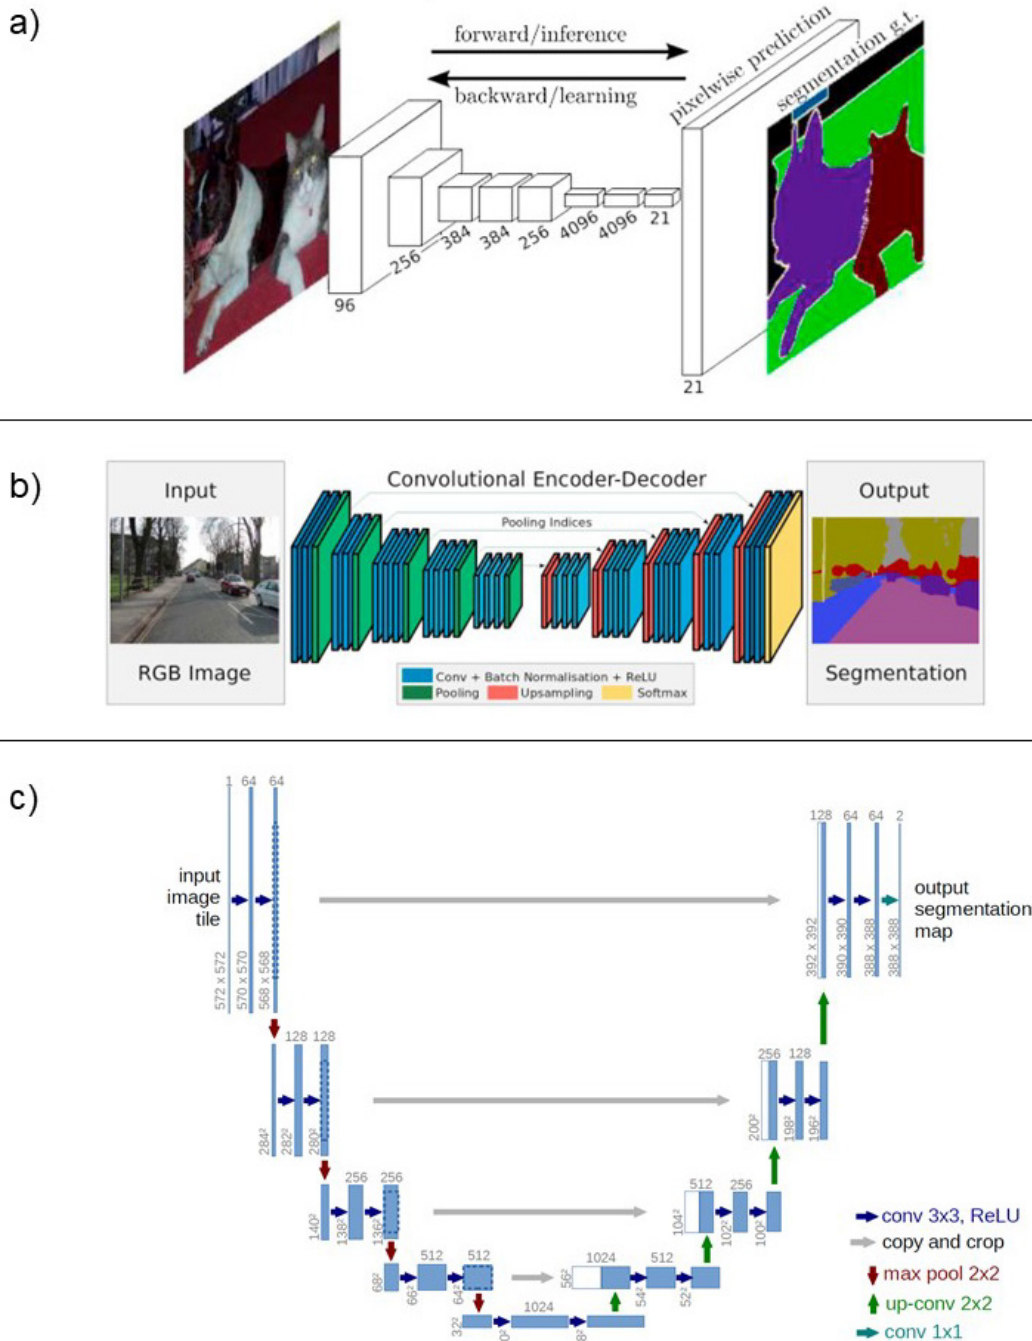 a)
forward/inference
backward/learning
pixelwise prediction
segmentation g.t.
96
256
384
384
256
4096
4096
21
21
b)
Input
RGB Image
Convolutional Encoder-Decoder
Pooling Indices
Output
Segmentation
Conv + Batch Normalisation + ReLU
Pooling
Upsampling
Softmax
c)
1
64
64
input
image
tile
572 x 572
570 x 570
568 x 568
128
64
64
2
output
segmentation
map
392 x 392
390 x 390
388 x 388
388 x 388
128
128
284²
282²
280²
256
128
200²
198²
196²
256
256
140²
138²
136²
512
256
104²
102²
100²
512
512
68²
66²
64²
1024
512
56²
54²
52²
1024
32²
conv 3x3, ReLU
copy and crop
max pool 2x2
up-conv 2x2
conv 1x1